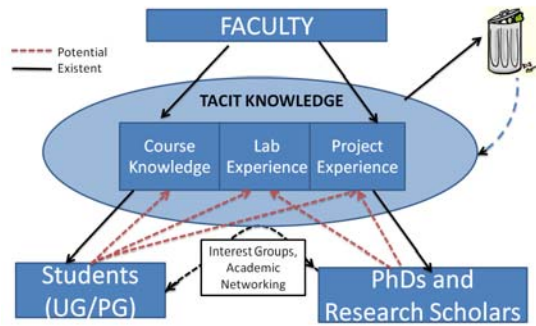 FACULTY
Potential
Existent
TACIT KNOWLEDGE
Course
Knowledge
Lab
Experience
Project
Experience
Interest Groups,
Academic
Networking
Students
(UG/PG)
PhDs and
Research Scholars